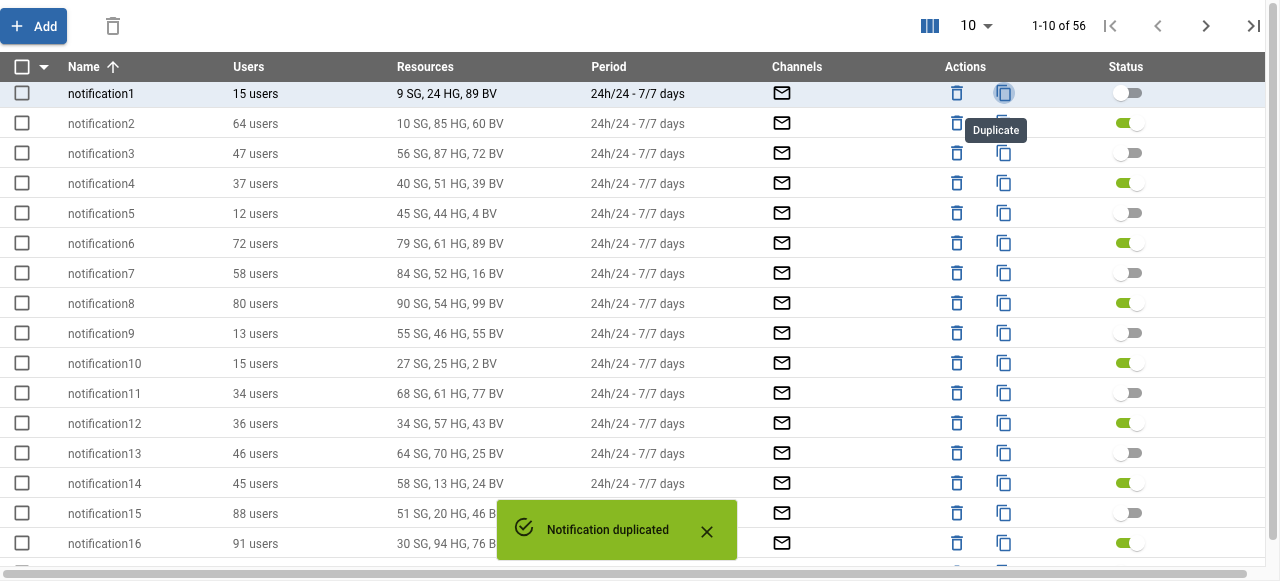 Add 10 1-10 of 56
Name Users Resources Period Channels Actions Status
notification1 15 users 9 SG, 24 HG, 89 BV 24h/24 - 7/7 days
notification2 64 users 10 SG, 85 HG, 60 BV 24h/24 - 7/7 days
Duplicate
notification3 47 users 56 SG, 87 HG, 72 BV 24h/24 - 7/7 days
notification4 37 users 40 SG, 51 HG, 39 BV 24h/24 - 7/7 days
notification5 12 users 45 SG, 44 HG, 4 BV 24h/24 - 7/7 days
notification6 72 users 79 SG, 61 HG, 89 BV 24h/24 - 7/7 days
notification7 58 users 84 SG, 52 HG, 16 BV 24h/24 - 7/7 days
notification8 80 users 90 SG, 54 HG, 99 BV 24h/24 - 7/7 days
notification9 13 users 55 SG, 46 HG, 55 BV 24h/24 - 7/7 days
notification10 15 users 27 SG, 25 HG, 2 BV 24h/24 - 7/7 days
notification11 34 users 68 SG, 61 HG, 77 BV 24h/24 - 7/7 days
notification12 36 users 34 SG, 57 HG, 43 BV 24h/24 - 7/7 days
notification13 46 users 64 SG, 70 HG, 25 BV 24h/24 - 7/7 days
notification14 45 users 58 SG, 13 HG, 24 BV 24h/24 - 7/7 days
notification15 88 users 51 SG, 20 HG, 46
Notification duplicated
notification16 91 users 30 SG, 94 HG, 76